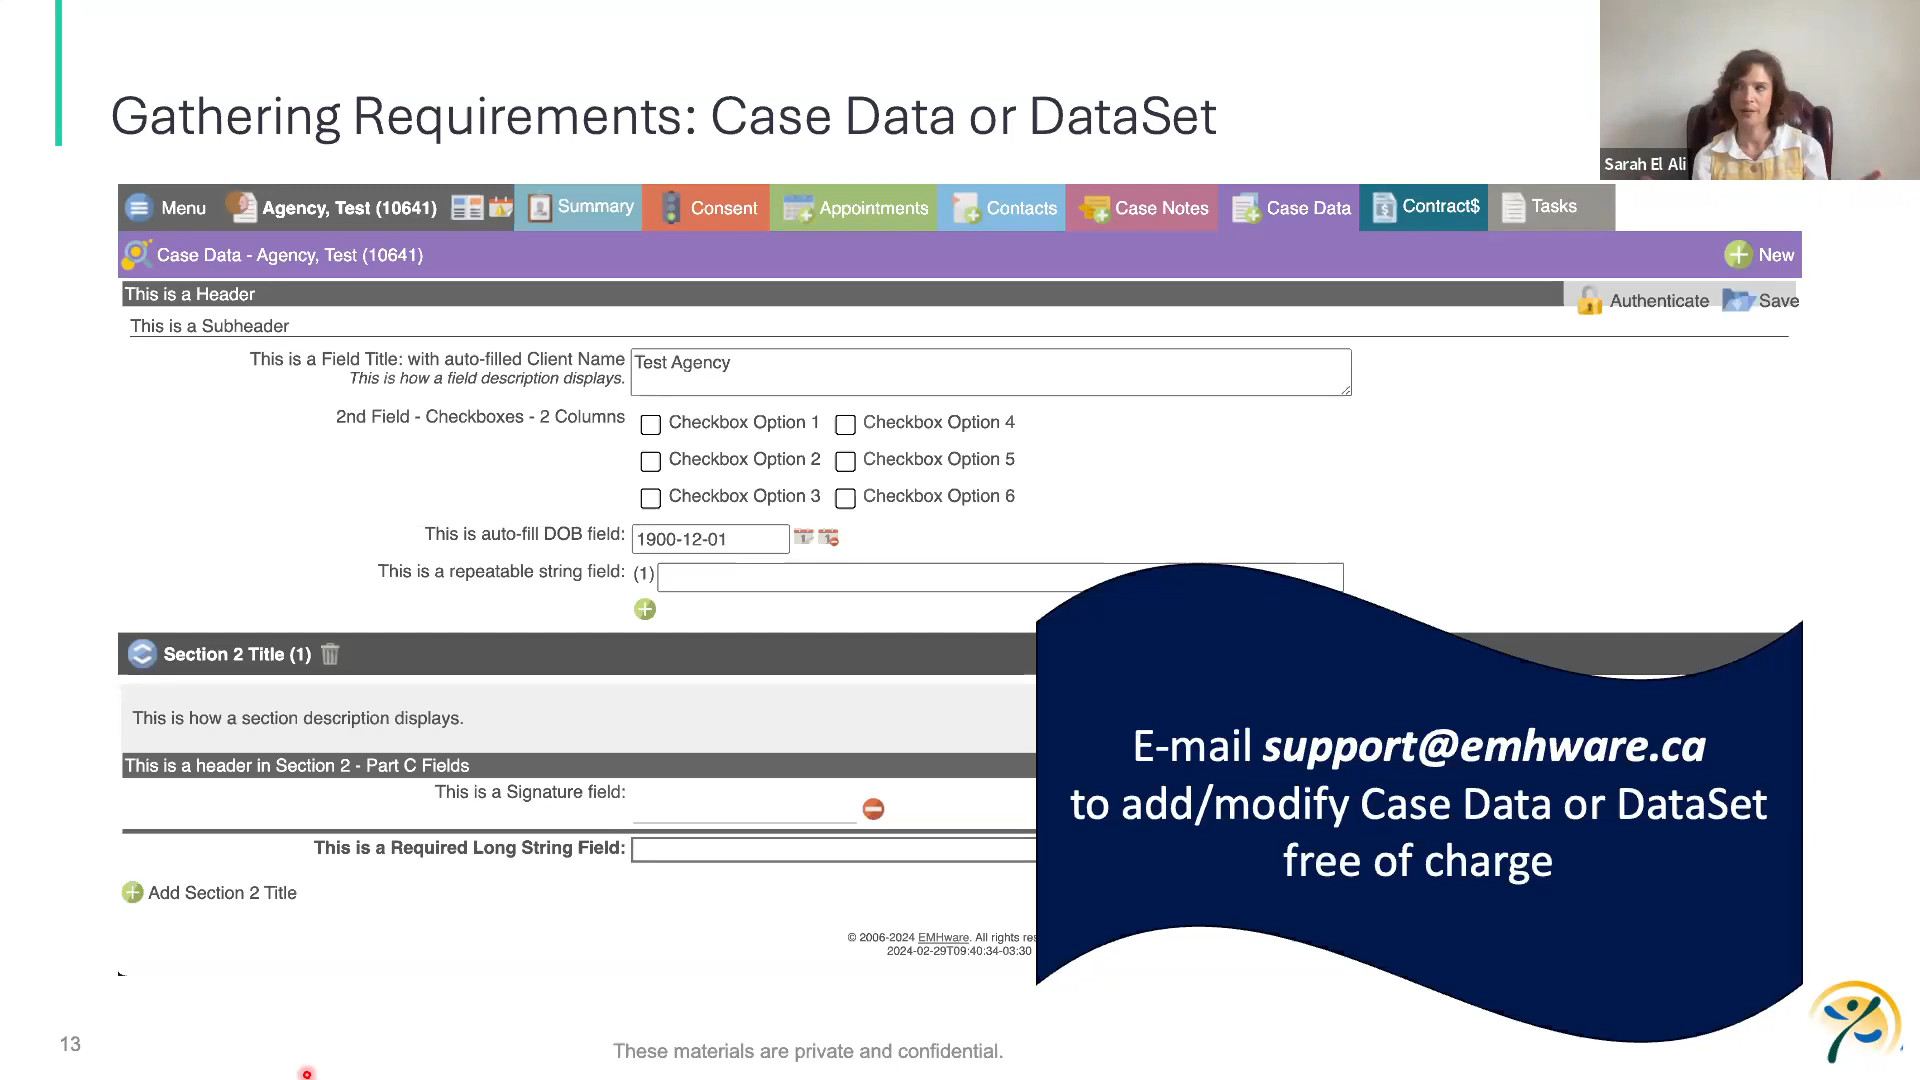 Gathering Requirements: Case Data or DataSet
Sarah El Ali
Menu Agency, Test (10641) Summary Consent Appointments Contacts Case Notes Case Data Contract$ Tasks
Case Data - Agency, Test (10641) New
This is a Header
Authenticate Save
This is a Subheader
This is a Field Title: with auto-filled Client Name Test Agency
This is how a field description displays.
2nd Field - Checkboxes - 2 Columns
Checkbox Option 1 Checkbox Option 4
Checkbox Option 2 Checkbox Option 5
Checkbox Option 3 Checkbox Option 6
This is auto-fill DOB field: 1900-12-01
This is a repeatable string field: (1)
Section 2 Title (1)
This is how a section description displays.
This is a header in Section 2 - Part C Fields
This is a Signature field:
This is a Required Long String Field:
Add Section 2 Title
© 2006-2024 EMHware. All rights
2024-02-29T09:40:34-03:30
E-mail support@emhware.ca
to add/modify Case Data or DataSet
free of charge
13
These materials are private and confidential.